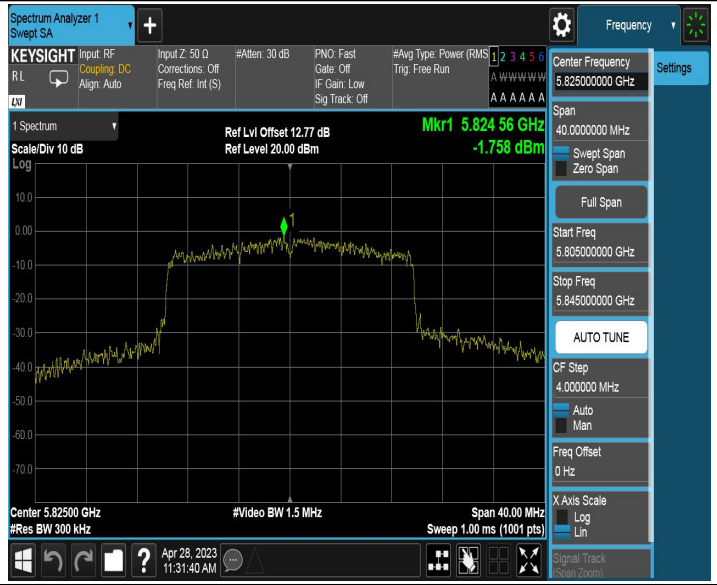 Spectrum Analyzer 1
Swept SA
Frequency
KEYSIGHT
RL
LXI
Input: RF
Coupling: DC
Align: Auto
Input Z: 50 Ω
Corrections: Off
Freq Ref: Int (S)
#Atten: 30 dB
PNO: Fast
Gate: Off
IF Gain: Low
Sig Track: Off
#Avg Type: Power (RMS
Trig: Free Run
1 2 3 4 5 6
A W W W W W
A A A A A A
1 Spectrum
Scale/Div 10 dB
Ref Lvl Offset 12.77 dB
Ref Level 20.00 dBm
Mkr1 5.824 56 GHz
-1.758 dBm
Log
10.0
0.00
-10.0
-20.0
-30.0
-40.0
-50.0
-60.0
-70.0
1
Center 5.82500 GHz
#Res BW 300 kHz
#Video BW 1.5 MHz
Span 40.00 MHz
Sweep 1.00 ms (1001 pts)
Apr 28, 2023
11:31:40 AM
?
Center Frequency
5.825000000 GHz
Settings
Span
40.0000000 MHz
Swept Span
Zero Span
Full Span
Start Freq
5.805000000 GHz
Stop Freq
5.845000000 GHz
AUTO TUNE
CF Step
4.000000 MHz
Auto
Man
Freq Offset
0 Hz
X Axis Scale
Log
Lin
Signal Track
(Span Zoom)